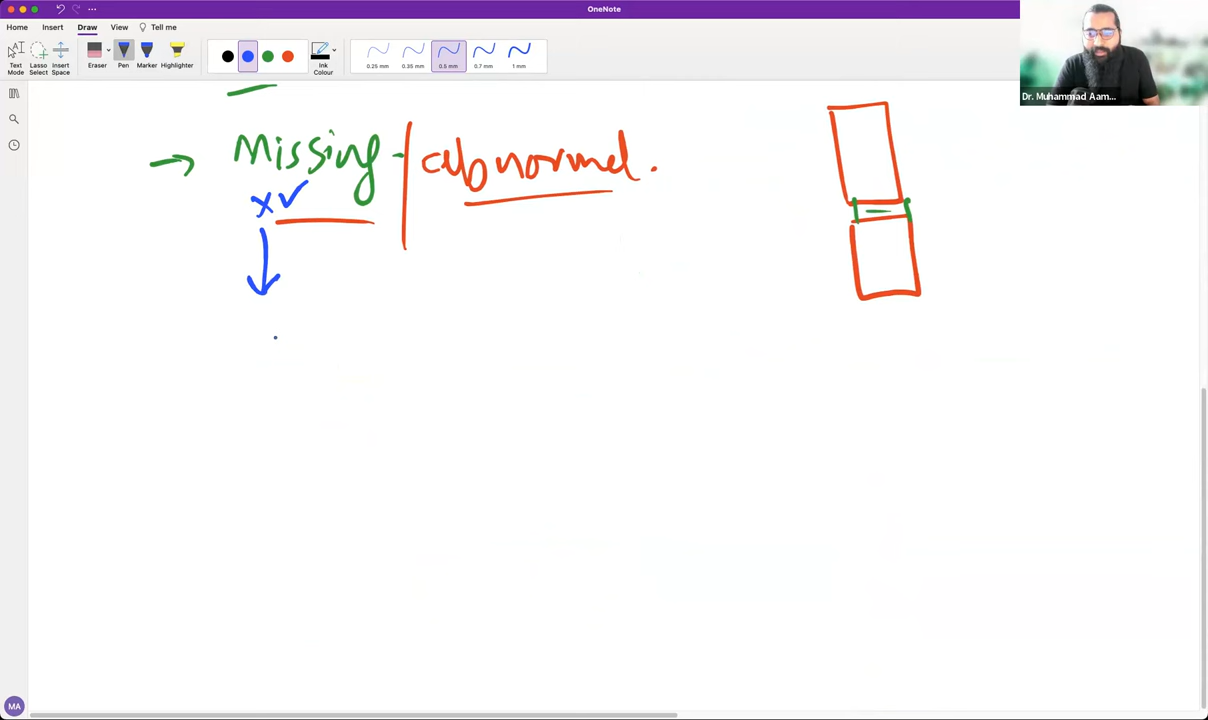 OneNote
Home Insert Draw View Tell me
Text Mode Lasso Select Insert Space Eraser Pen Marker Highlighter Ink Colour 0.25 mm 0.35 mm 0.5 mm 0.7 mm 1 mm
Dr. Muhammad Aam...
→ Missing - abnormal.
x✓
MA